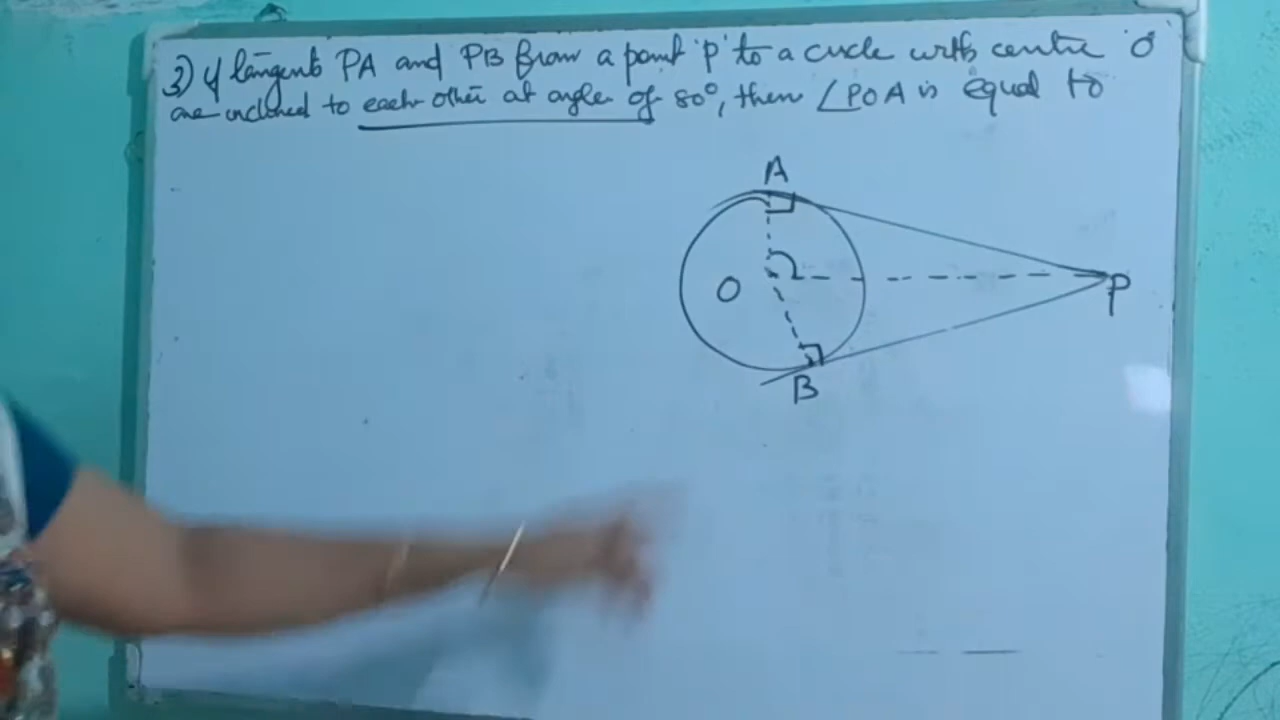 3) If tangents PA and PB from a point 'P' to a circle with centre 'O'
are inclined to each other at angle of 80°, then ∠POA is equal to
A
O
P
B